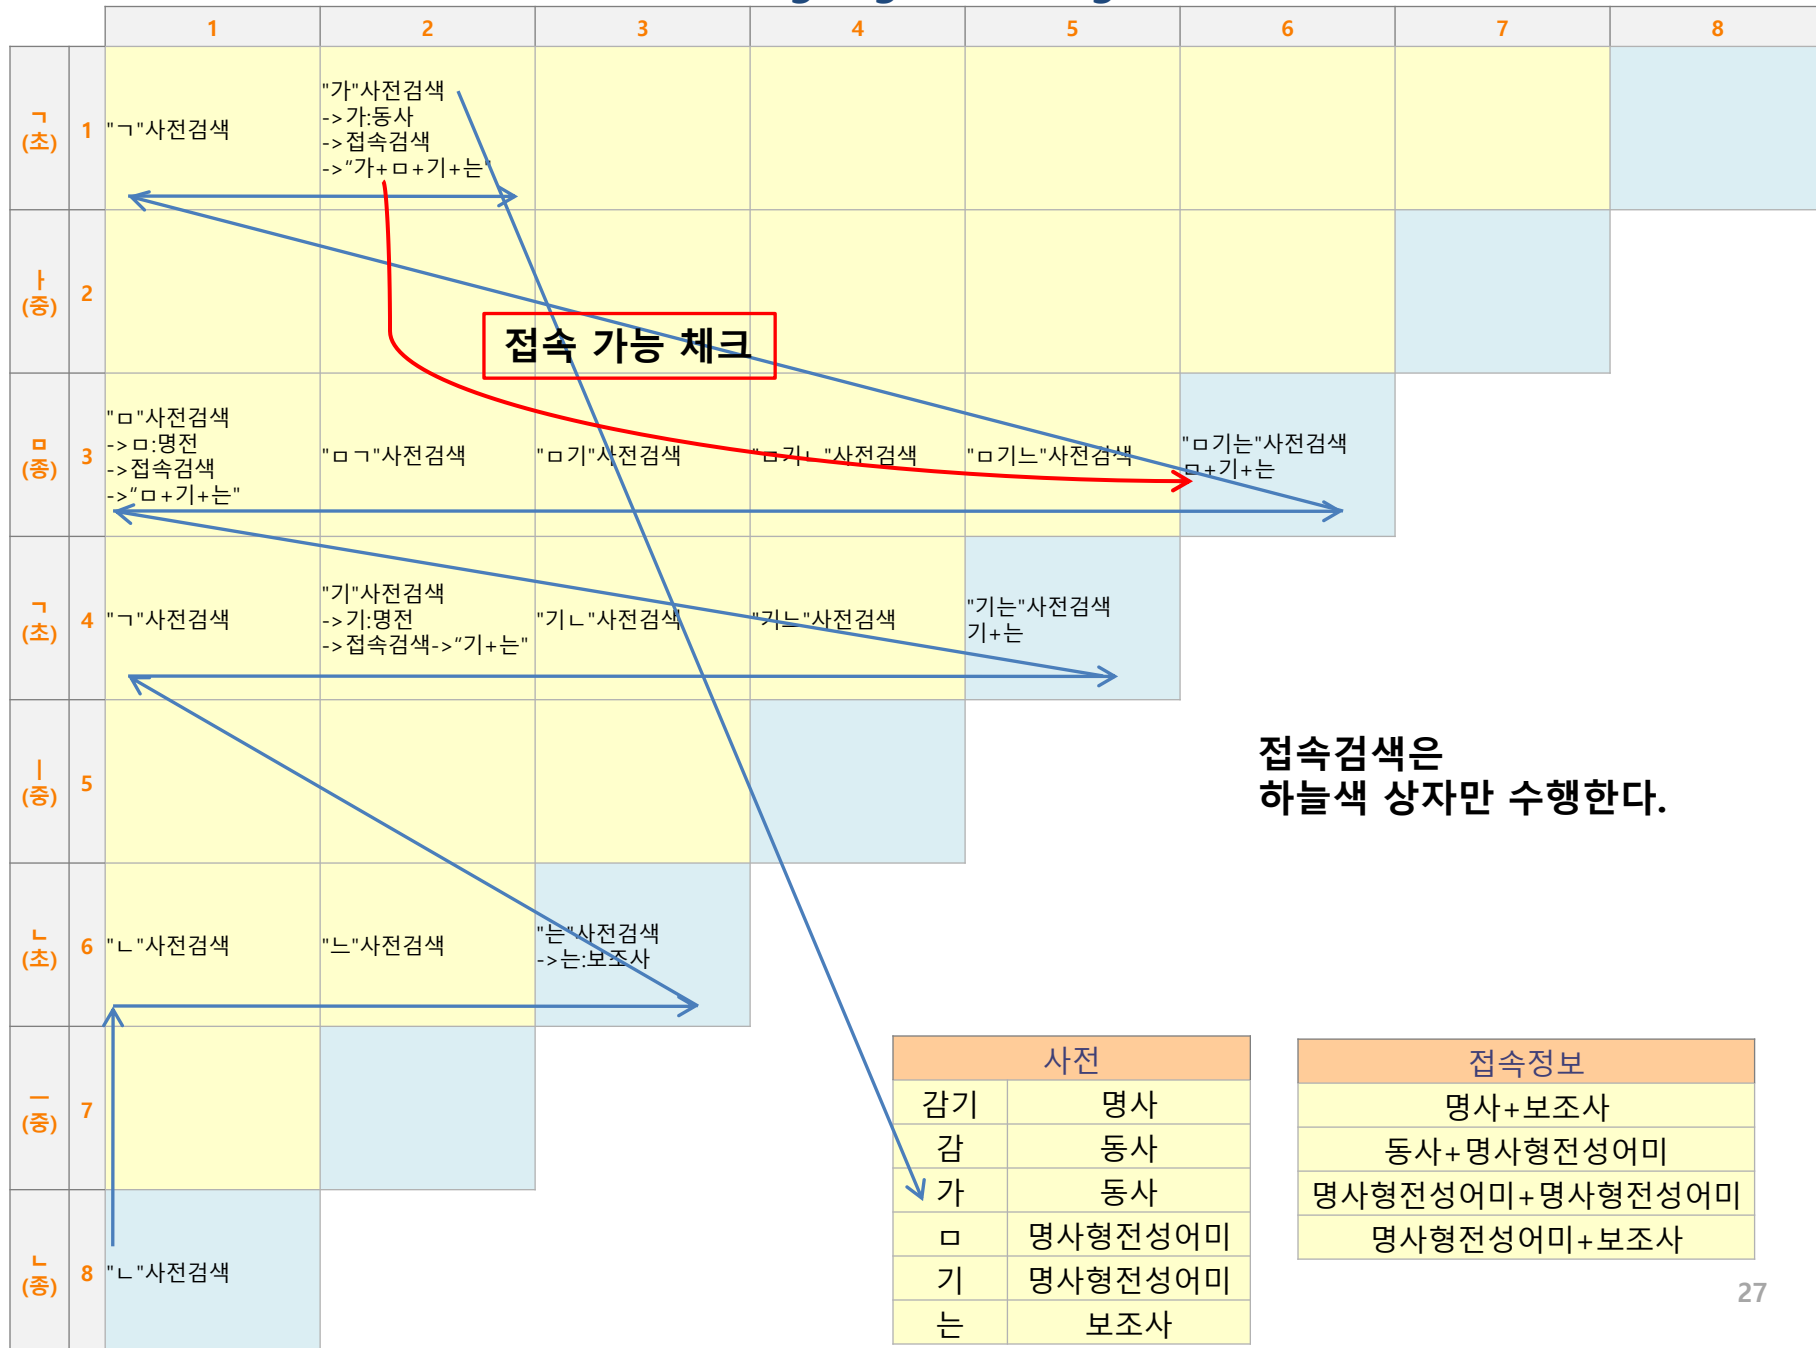 1 2 3 4 5 6 7 8
ㄱ
(초)
1
"ㄱ"사전검색
"가"사전검색
->가:동사
->접속검색
->“가+ㅁ+기+는"
ㅏ
(중)
2
접속 가능 체크
ㅁ
(종)
3
"ㅁ"사전검색
->ㅁ:명전
->접속검색
->“ㅁ+기+는"
"ㅁㄱ"사전검색
"ㅁ기"사전검색
"ㅁ기ㄴ"사전검색
"ㅁ기느"사전검색
"ㅁ기는"사전검색
ㅁ+기+는
ㄱ
(초)
4
"ㄱ"사전검색
"기"사전검색
->기:명전
->접속검색->“기+는"
"기ㄴ"사전검색
"기느"사전검색
"기는"사전검색
기+는
ㅣ
(중)
5
접속검색은
하늘색 상자만 수행한다.
ㄴ
(초)
6
"ㄴ"사전검색
"느"사전검색
"는"사전검색
->는:보조사
ㅡ
(중)
7
ㄴ
(종)
8
"ㄴ"사전검색
사전
감기 명사
감 동사
가 동사
ㅁ 명사형전성어미
기 명사형전성어미
는 보조사
접속정보
명사+보조사
동사+명사형전성어미
명사형전성어미+명사형전성어미
명사형전성어미+보조사
27